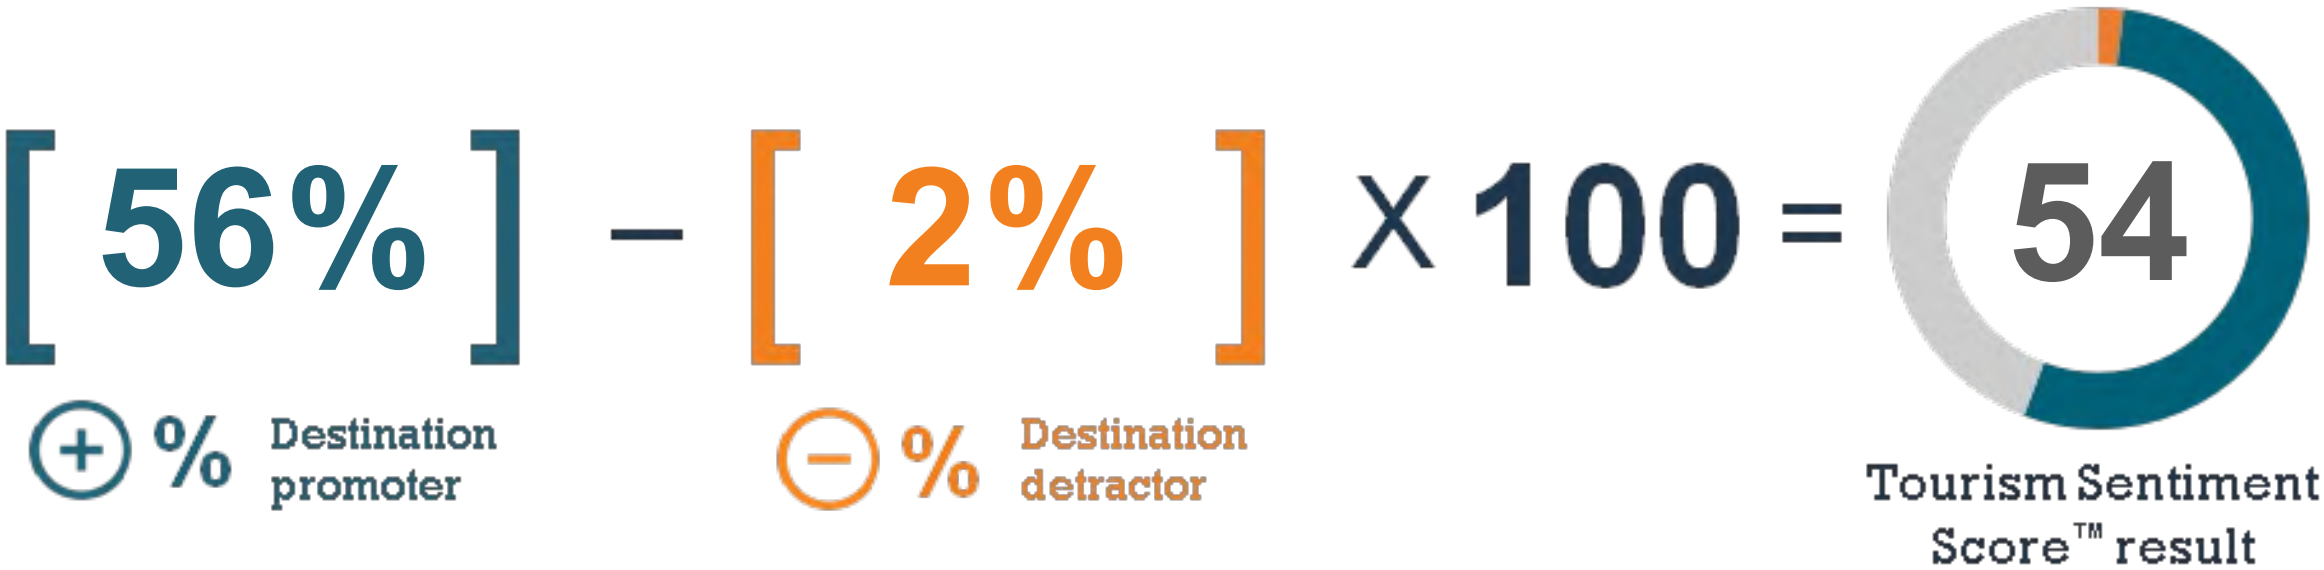 [ 56% ] – [ 2% ] X 100 = 54
+ % Destination promoter
− % Destination detractor
Tourism Sentiment
Score™ result